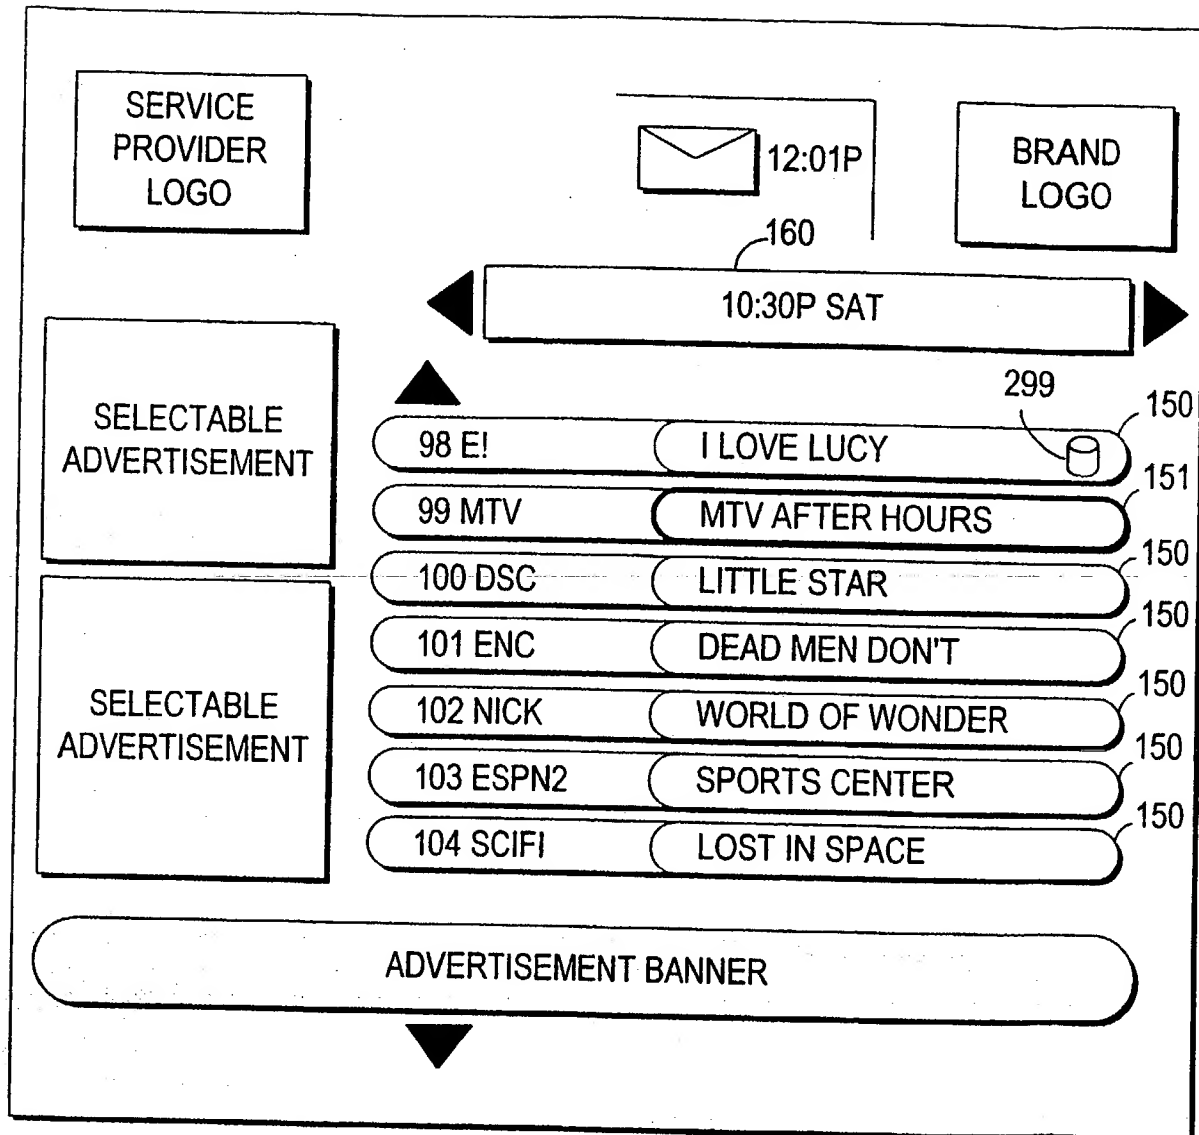 SERVICE
PROVIDER
LOGO
12:01P
BRAND
LOGO
160
10:30P SAT
SELECTABLE
ADVERTISEMENT
299
98 E! I LOVE LUCY 150
99 MTV MTV AFTER HOURS 151
100 DSC LITTLE STAR 150
101 ENC DEAD MEN DON'T 150
SELECTABLE
ADVERTISEMENT
102 NICK WORLD OF WONDER 150
103 ESPN2 SPORTS CENTER 150
104 SCIFI LOST IN SPACE 150
ADVERTISEMENT BANNER